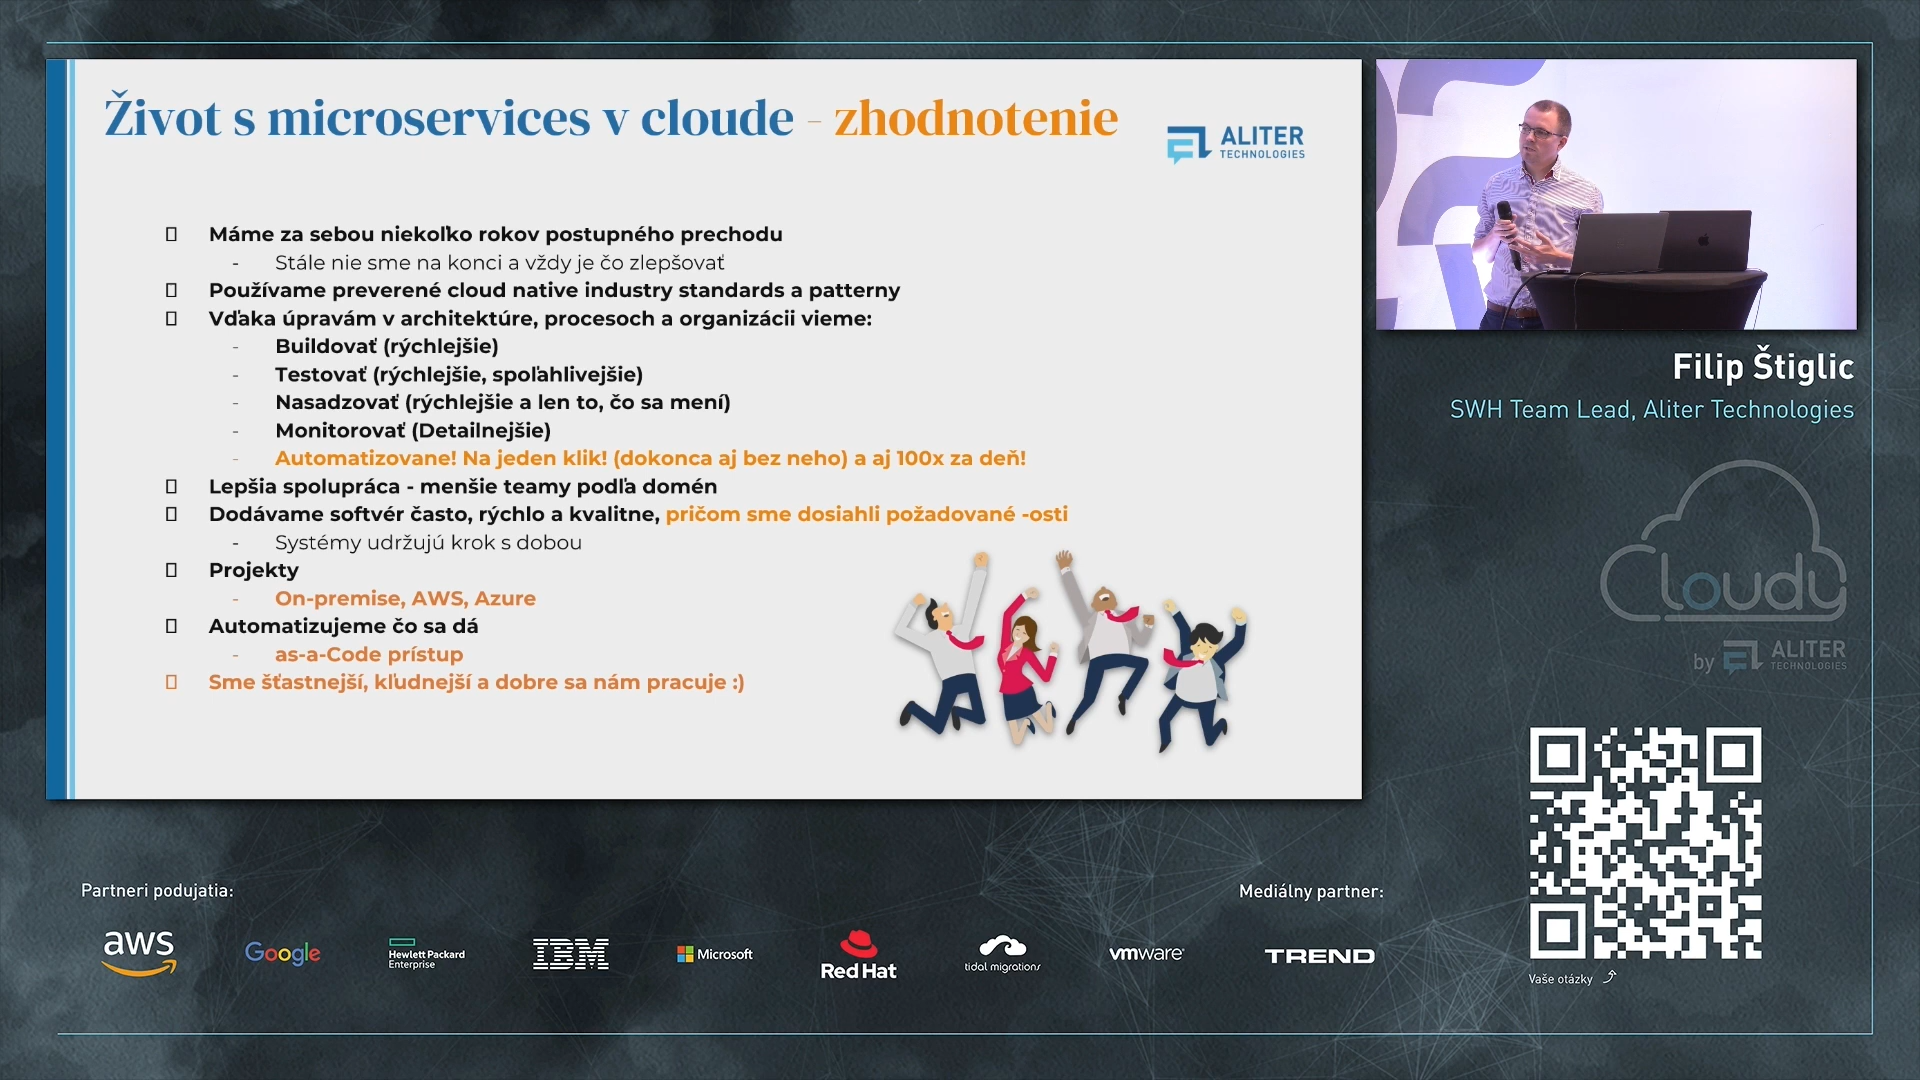 Život s microservices v cloude - zhodnotenie
ALITER
TECHNOLOGIES
Máme za sebou niekoľko rokov postupného prechodu
- Stále nie sme na konci a vždy je čo zlepšovať
Používame preverené cloud native industry standards a patterny
Vďaka úpravám v architektúre, procesoch a organizácii vieme:
- Buildovať (rýchlejšie)
- Testovať (rýchlejšie, spoľahlivejšie)
- Nasadzovať (rýchlejšie a len to, čo sa mení)
- Monitorovať (Detailnejšie)
- Automatizovane! Na jeden klik! (dokonca aj bez neho) a aj 100x za deň!
Lepšia spolupráca - menšie teamy podľa domén
Dodávame softvér často, rýchlo a kvalitne, pričom sme dosiahli požadované -osti
- Systémy udržujú krok s dobou
Projekty
- On-premise, AWS, Azure
Automatizujeme čo sa dá
- as-a-Code prístup
Sme šťastnejší, kľudnejší a dobre sa nám pracuje :)
Filip Štiglic
SWH Team Lead, Aliter Technologies
Cloudy
by ALITER
TECHNOLOGIES
Partneri podujatia:
aws
Google
Hewlett Packard
Enterprise
IBM
Microsoft
Red Hat
tidal migrations
vmware
Mediálny partner:
TREND
Vaše otázky